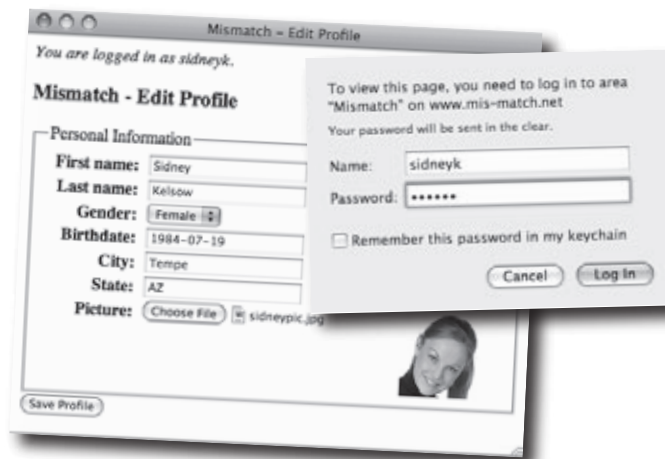 Mismatch – Edit Profile
You are logged in as sidneyk.
Mismatch - Edit Profile
Personal Information
First name: Sidney
Last name: Kelsow
Gender: Female
Birthdate: 1984-07-19
City: Tempe
State: AZ
Picture: Choose File sidneypic.jpg
Save Profile
To view this page, you need to log in to area
"Mismatch" on www.mis-match.net
Your password will be sent in the clear.
Name: sidneyk
Password: ••••••
Remember this password in my keychain
Cancel Log In